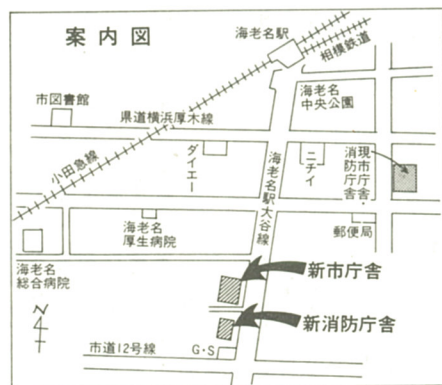 案内図
海老名駅
相模鉄道
市図書館
海老名
中央公園
県道横浜厚木線
小田急線
ダイエー
海老名駅大谷線
ニチイ
現市庁舎・
消防庁舎
海老名
厚生病院
郵便局
海老名
総合病院
新市庁舎
N
新消防庁舎
市道12号線
G・S